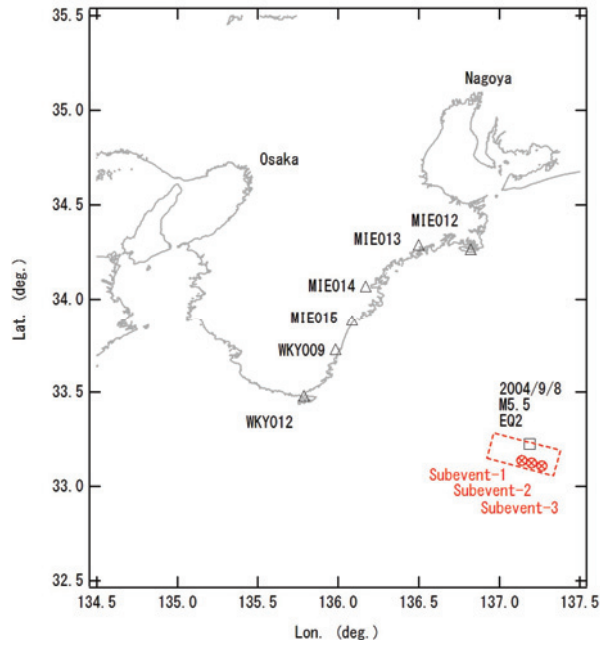 35.5
Nagoya
35.0
Osaka
34.5
MIE012
MIE013
MIE014
34.0
MIE015
WKY009
2004/9/8
M5.5
EQ2
33.5
WKY012
Subevent-1
Subevent-2
Subevent-3
33.0
32.5
134.5 135.0 135.5 136.0 136.5 137.0 137.5
Lon. (deg.)
Lat. (deg.)